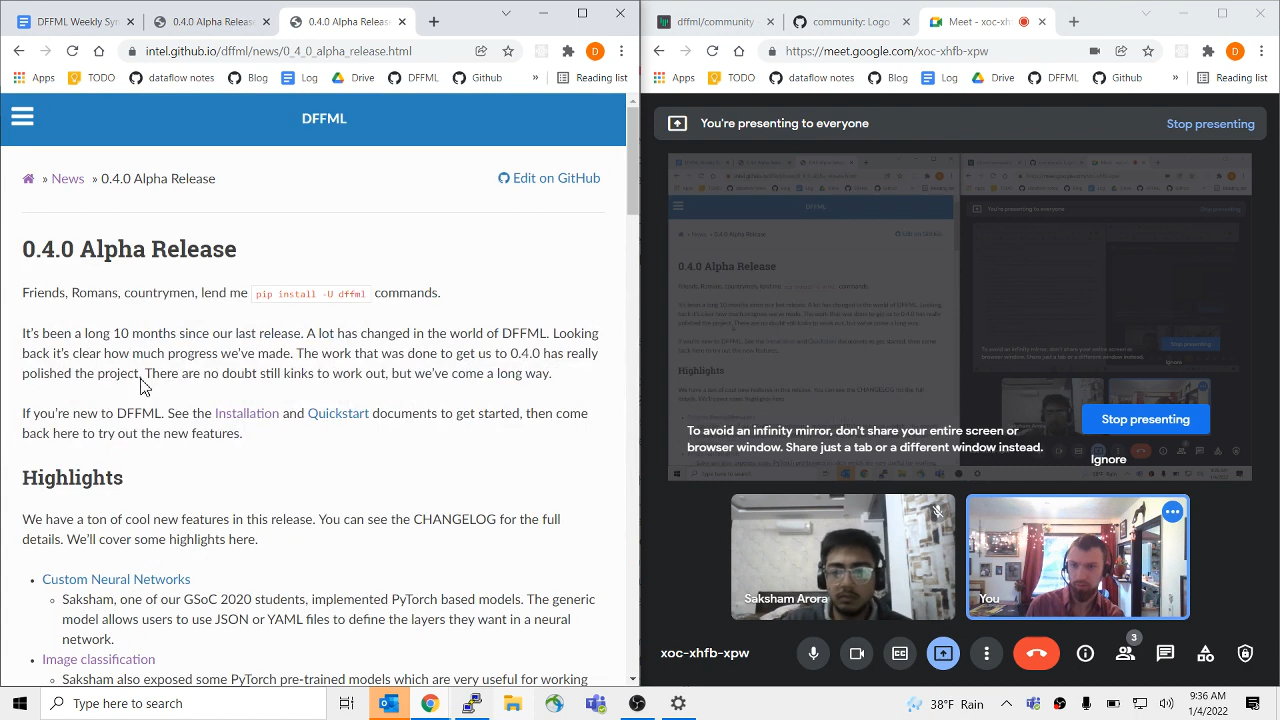 DFFML Weekly Syn
0.4.0 Alpha Release
0.4.0 Alpha Release
intel.github.io/dffml/news/0_4_0_alpha_release.html
Apps
TODO
dataflow notes
Blog
Log
Drive
DFFML
Github
»
Reading list
DFFML
» News » 0.4.0 Alpha Release
Edit on GitHub
0.4.0 Alpha Release
Friends, Romans, countrymen, lend me pip install -U dffml commands.
It's been a long 10 months since our last release. A lot has changed in the world of DFFML. Looking
back it's clear how much progress we've made. The work that was done to get us to 0.4.0 has really
polished the project. There are no doubt still kinks to work out, but we've come a long way.
If you're new to DFFML. See the Installation and Quickstart documents to get started, then come
back here to try out the new features.
Highlights
We have a ton of cool new features in this release. You can see the CHANGELOG for the full
details. We'll cover some highlights here.
• Custom Neural Networks
Saksham, one of our GSoC 2020 students, implemented PyTorch based models. The generic
model allows users to use JSON or YAML files to define the layers they want in a neural
network.
• Image classification
Saksham also exposed some PyTorch pre-trained models which are very useful for working
dffml/community
community: Logo
Meet - xoc-xhfb
https://meet.google.com/xoc-xhfb-xpw
Apps
TODO
dataflow notes
Blog
Log
Drive
DFFML
Github
»
Reading list
You're presenting to everyone
Stop presenting
0.4.0 Alpha Release
Highlights
To avoid an infinity mirror, don't share your entire screen or
browser window. Share just a tab or a different window instead.
Stop presenting
Ignore
Saksham Arora
You
xoc-xhfb-xpw
3
Type here to search
38°F Rain
9:36 AM
1/4/2022